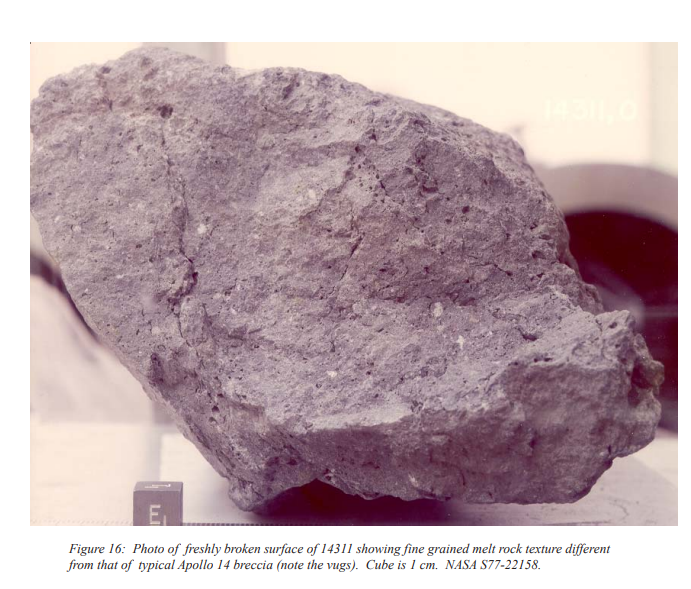 14311,0
E
Figure 16: Photo of freshly broken surface of 14311 showing fine grained melt rock texture different
from that of typical Apollo 14 breccia (note the vugs). Cube is 1 cm. NASA S77-22158.